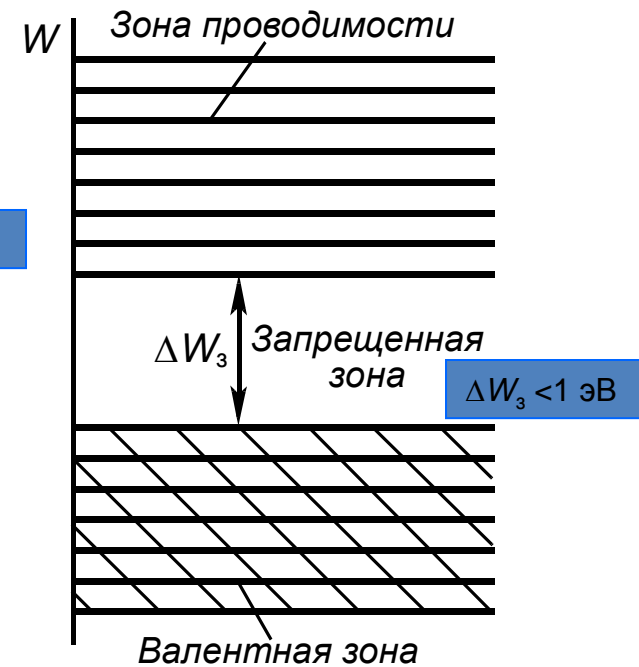 W
Зона проводимости
ΔWз
Запрещенная
зона
ΔWз <1 эВ
Валентная зона